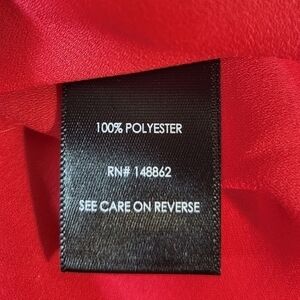 100% POLYESTER
RN# 148862
SEE CARE ON REVERSE